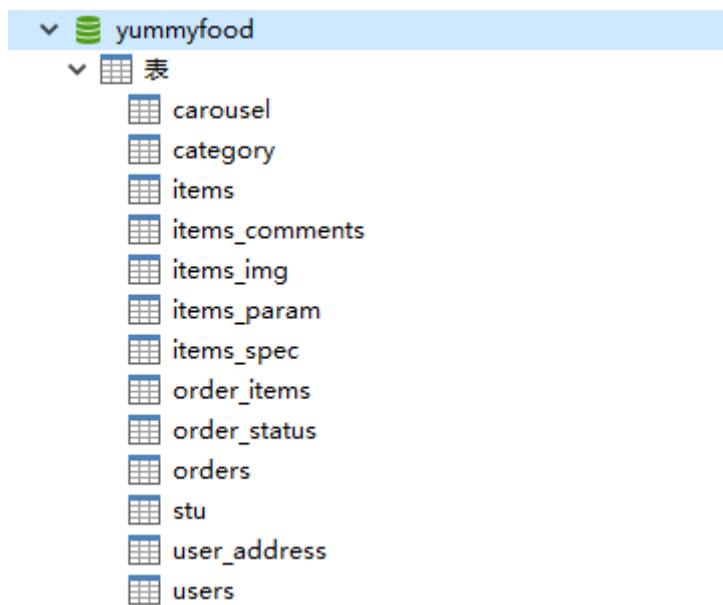 yummyfood
表
carousel
category
items
items_comments
items_img
items_param
items_spec
order_items
order_status
orders
stu
user_address
users